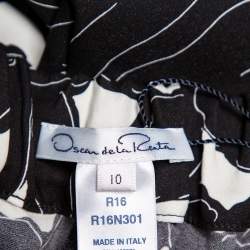 Oscar de la Renta
10
R16
R16N301
MADE IN ITALY